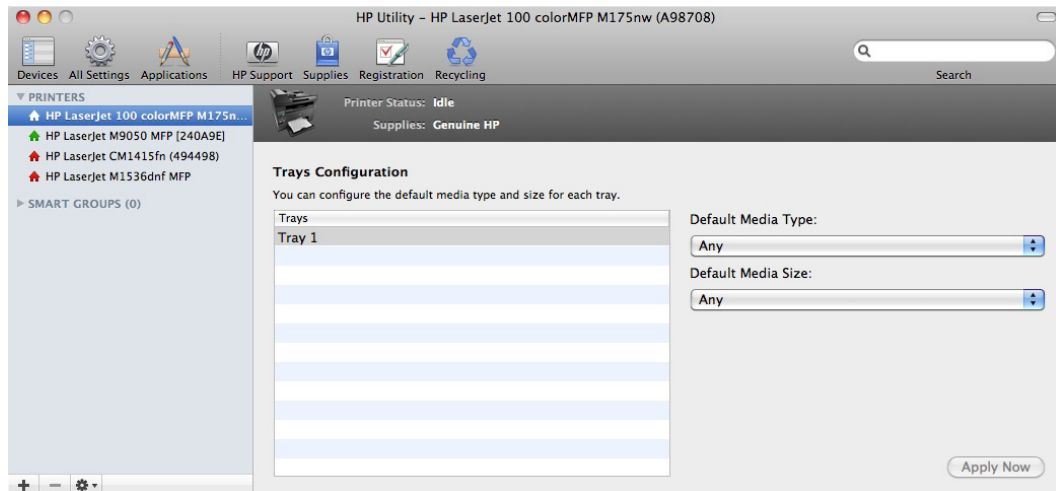 HP Utility – HP LaserJet 100 colorMFP M175nw (A98708)
Devices All Settings Applications HP Support Supplies Registration Recycling Search
PRINTERS
HP LaserJet 100 colorMFP M175n...
HP LaserJet M9050 MFP [240A9E]
HP LaserJet CM1415fn (494498)
HP LaserJet M1536dnf MFP
SMART GROUPS (0)
Printer Status: Idle
Supplies: Genuine HP
Trays Configuration
You can configure the default media type and size for each tray.
Trays
Tray 1
Default Media Type:
Any
Default Media Size:
Any
Apply Now